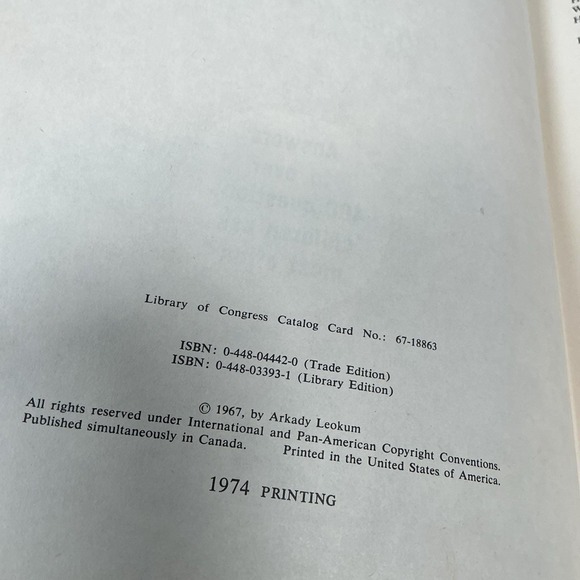 Library of Congress Catalog Card No.: 67-18863
ISBN: 0-448-04442-0 (Trade Edition)
ISBN: 0-448-03393-1 (Library Edition)
© 1967, by Arkady Leokum
All rights reserved under International and Pan-American Copyright Conventions.
Published simultaneously in Canada. Printed in the United States of America.
1974 PRINTING